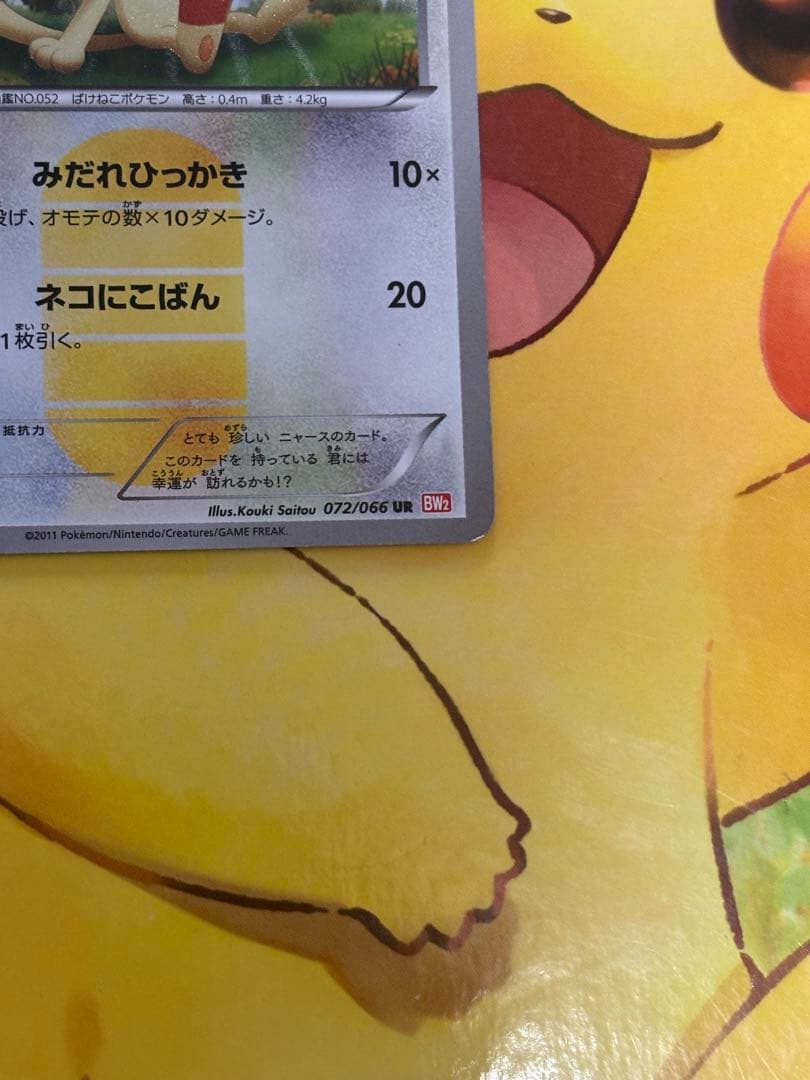 鑑NO.052 ばけねこポケモン 高さ:0.4m 重さ:4.2kg
みだれひっかき 10×
投げ、オモテの数×10ダメージ。
ネコにこばん 20
1枚引く。
抵抗力
とても 珍しい ニャースのカード。
このカードを 持っている 君には
幸運が 訪れるかも!?
Illus.Kouki Saitou 072/066 UR BW2
©2011 Pokémon/Nintendo/Creatures/GAME FREAK.